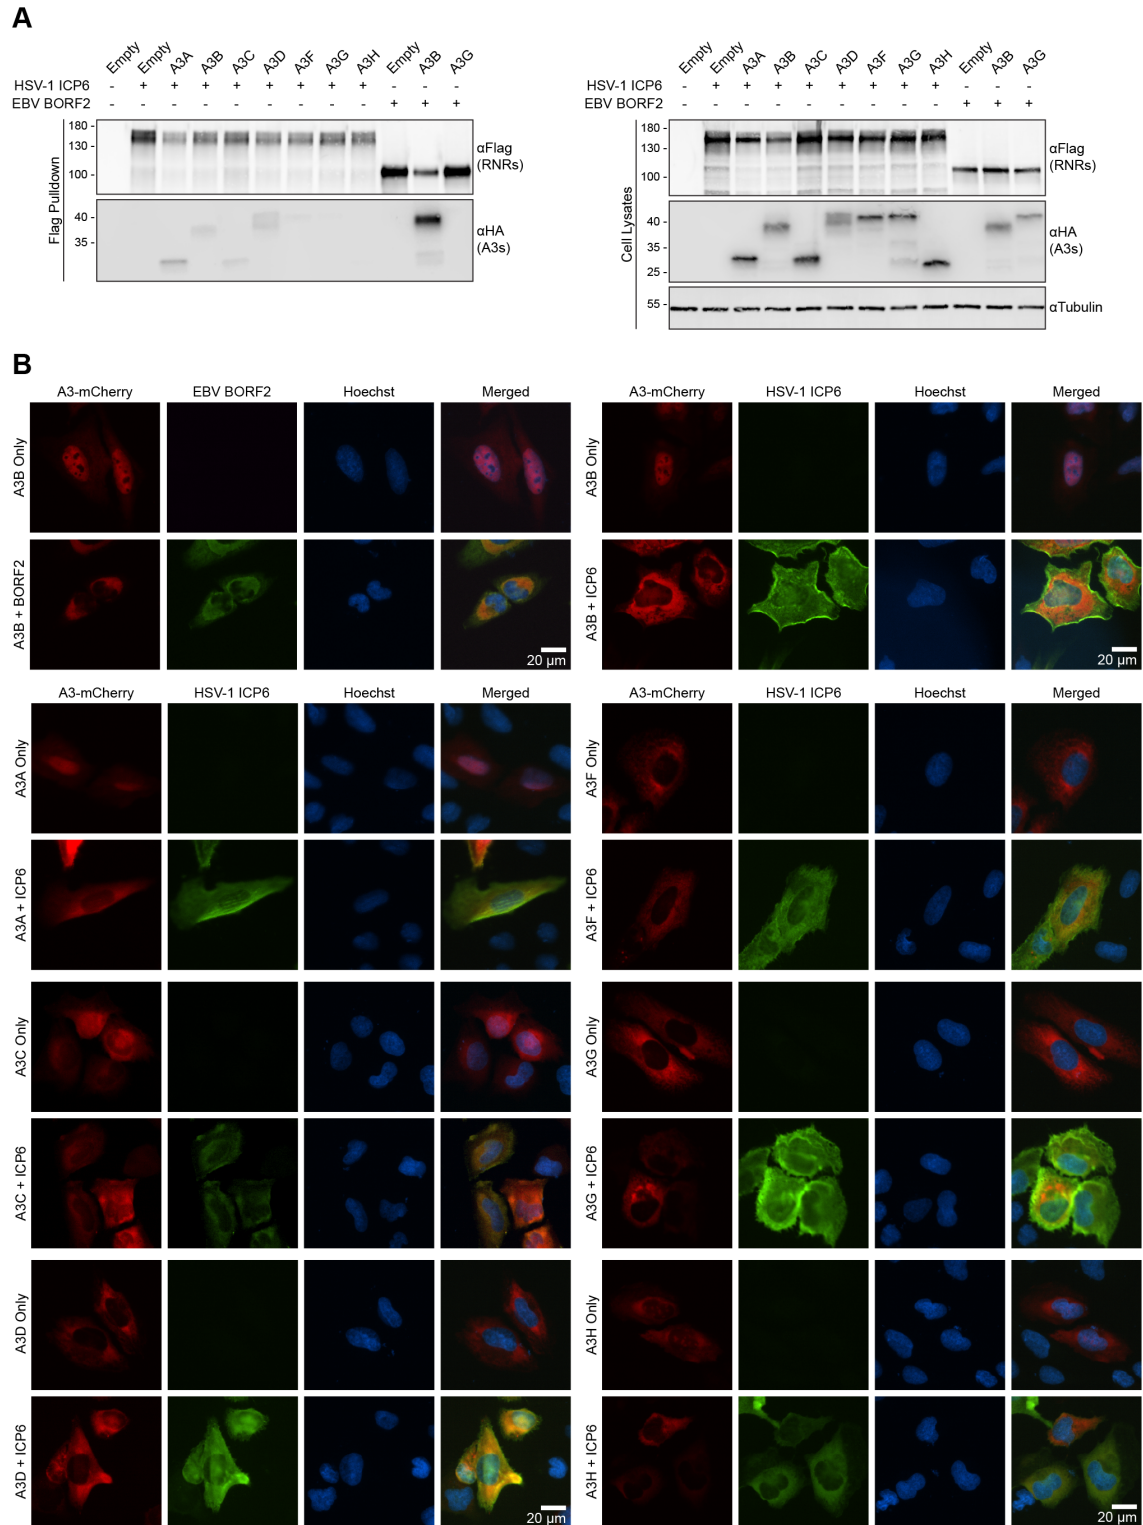 A
Empty Empty A3A A3B A3C A3D A3F A3G A3H Empty A3B A3G
HSV-1 ICP6 - + + + + + + + + - - -
EBV BORF2 - - - - - - - - - + + +
Flag Pulldown
180 -
130 -
100 -
αFlag
(RNRs)
40 -
35 -
αHA
(A3s)
Empty Empty A3A A3B A3C A3D A3F A3G A3H Empty A3B A3G
HSV-1 ICP6 - + + + + + + + + - - -
EBV BORF2 - - - - - - - - - + + +
Cell Lysates
180 -
130 -
100 -
αFlag
(RNRs)
40 -
35 -
25 -
αHA
(A3s)
55 -
αTubulin
B
A3-mCherry EBV BORF2 Hoechst Merged
A3B Only
A3B + BORF2
20 µm
A3-mCherry HSV-1 ICP6 Hoechst Merged
A3B Only
A3B + ICP6
20 µm
A3-mCherry HSV-1 ICP6 Hoechst Merged
A3A Only
A3A + ICP6
A3C Only
A3C + ICP6
A3D Only
A3D + ICP6
20 µm
A3-mCherry HSV-1 ICP6 Hoechst Merged
A3F Only
A3F + ICP6
A3G Only
A3G + ICP6
A3H Only
A3H + ICP6
20 µm